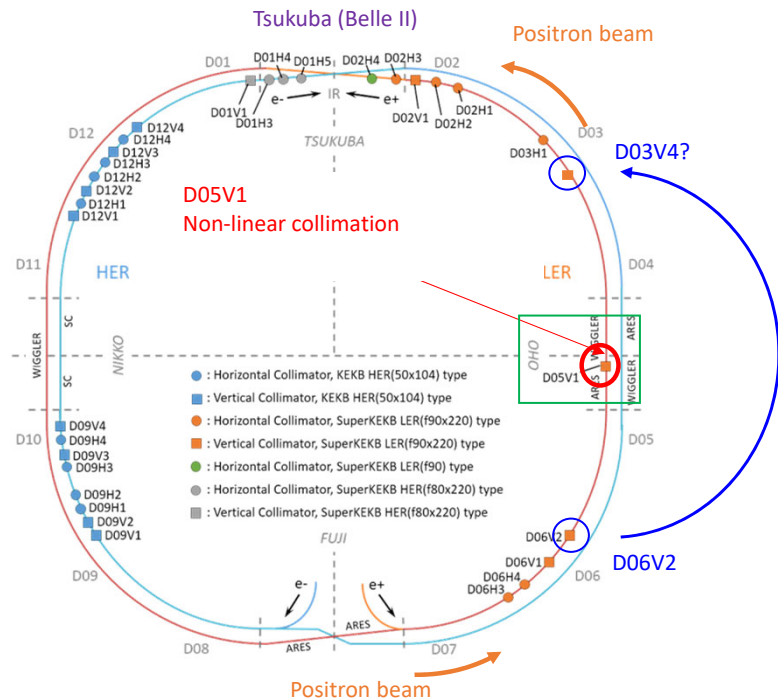 Tsukuba (Belle II)
Positron beam
D01
D01H4
D01H5
D02H4
D02H3
D02
D01V1
D01H3
e-
IR
e+
D02V1
D02H2
D02H1
TSUKUBA
D12
D12V4
D12H4
D12V3
D12H3
D12H2
D12V2
D12H1
D12V1
D03
D03H1
D03V4?
D05V1
Non-linear collimation
D11
HER
LER
D04
WIGGLER
SC
SC
NIKKO
OHO
WIGGLER
ARES
D05V1
ARES
WIGGLER
: Horizontal Collimator, KEKB HER(50x104) type
: Vertical Collimator, KEKB HER(50x104) type
: Horizontal Collimator, SuperKEKB LER(f90x220) type
: Vertical Collimator, SuperKEKB LER(f90x220) type
: Horizontal Collimator, SuperKEKB LER(f90) type
: Horizontal Collimator, SuperKEKB HER(f80x220) type
: Vertical Collimator, SuperKEKB HER(f80x220) type
D10
D09V4
D09H4
D09V3
D09H3
D09H2
D09H1
D09V2
D09V1
D05
FUJI
D06V2
D06V1
D06H4
D06H3
D06
D06V2
D09
e-
e+
D08
ARES
ARES
D07
Positron beam